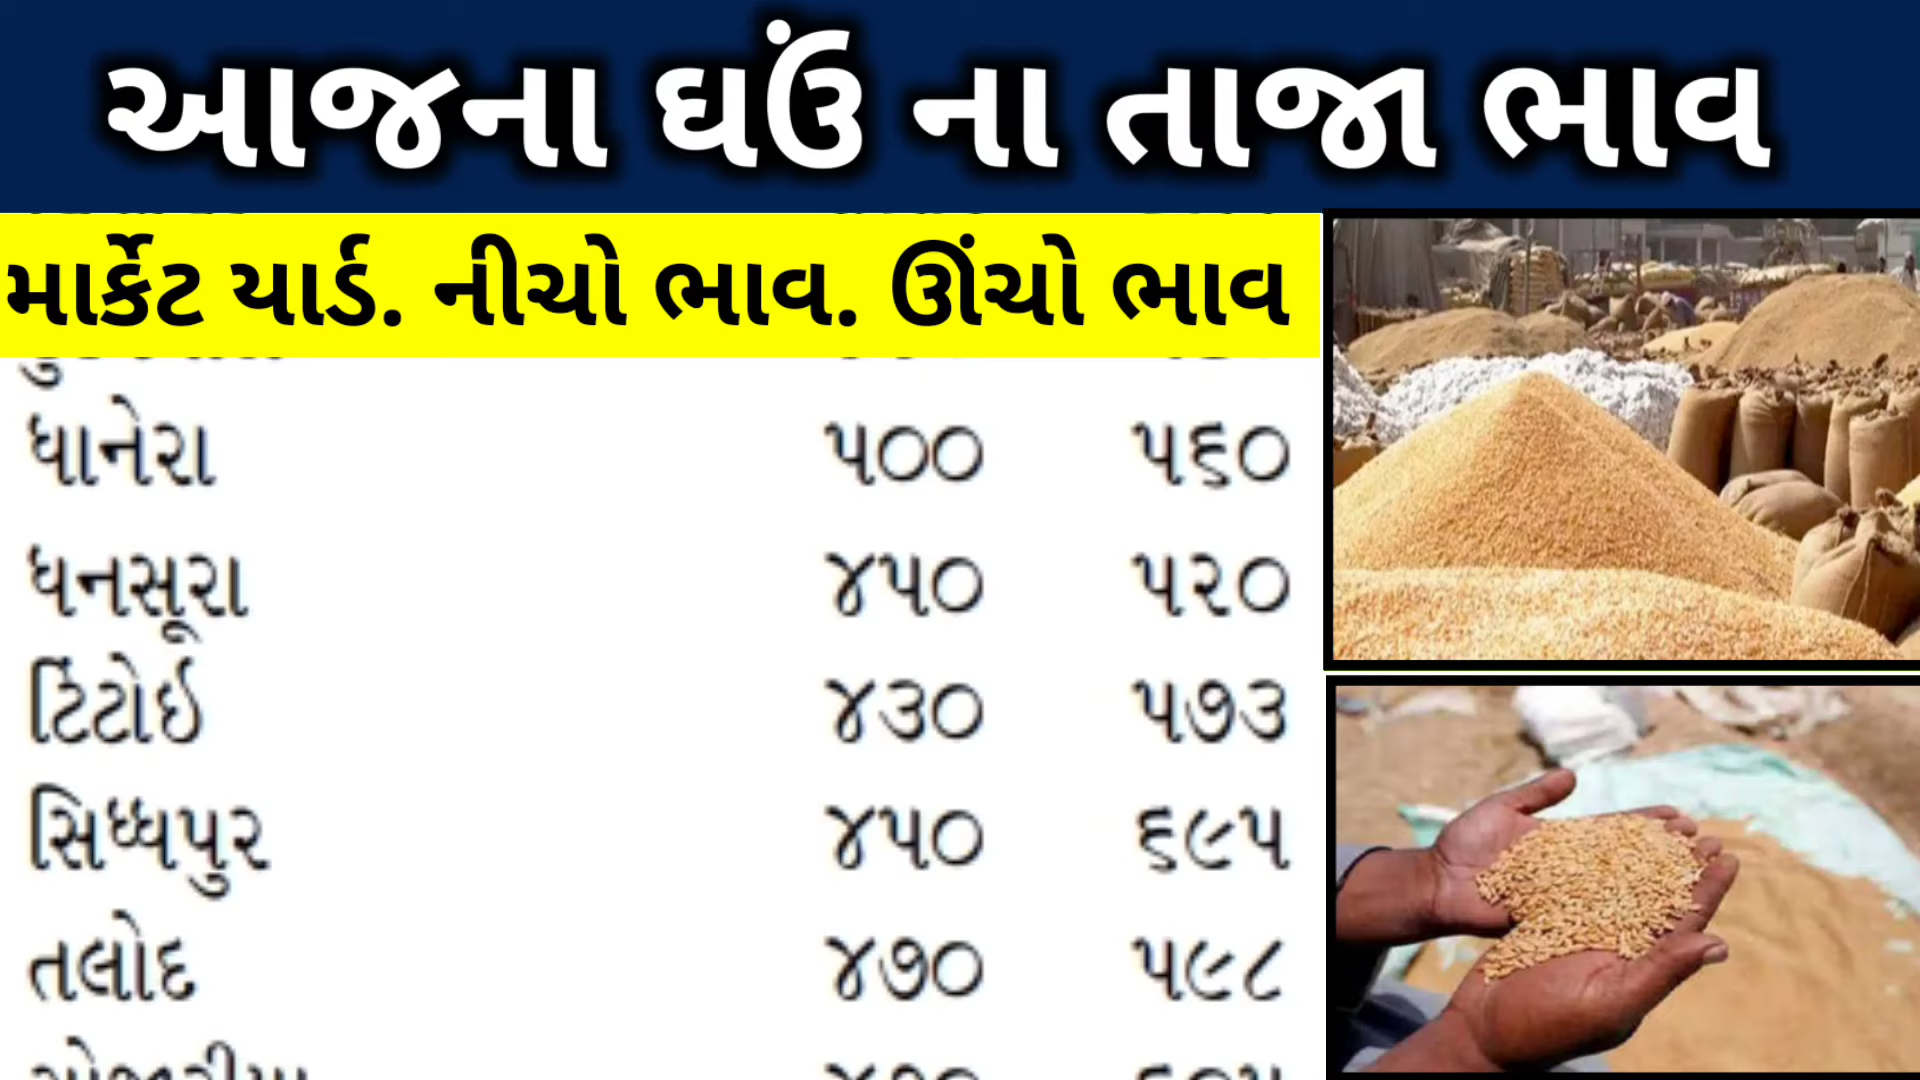 આજના ઘઉં ના તાજા ભાવ
માર્કેટ યાર્ડ. નીચો ભાવ. ઊંચો ભાવ
ધાનેરા ૫૦૦ ૫૬૦
ધનસૂરા ૪૫૦ ૫૨૦
ટિંટોઈ ૪૩૦ ૫૭૩
સિધ્ધપુર ૪૫૦ ૬૯૫
તલોદ ૪૭૦ ૫૯૮